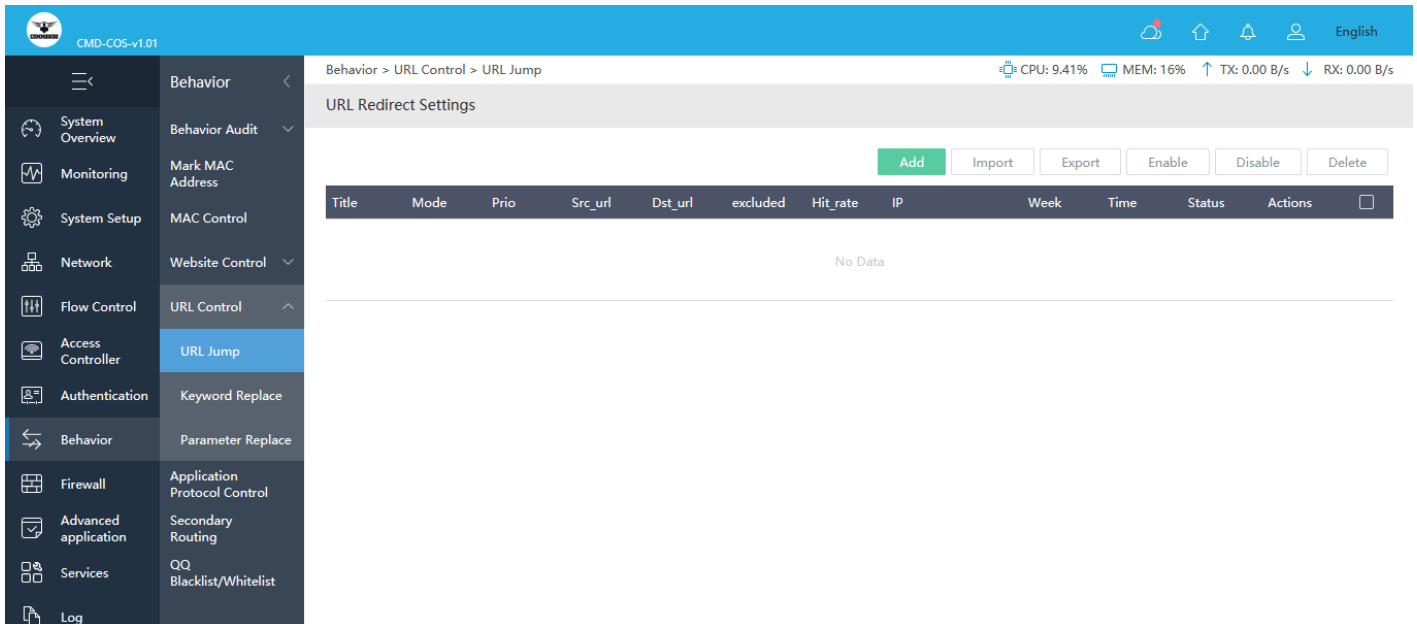 COMMANDO
CMD-COS-v1.01
English
Behavior
Behavior > URL Control > URL Jump
CPU: 9.41%
MEM: 16%
TX: 0.00 B/s
RX: 0.00 B/s
URL Redirect Settings
System
Overview
Monitoring
System Setup
Network
Flow Control
Access
Controller
Authentication
Behavior
Firewall
Advanced
application
Services
Log
Behavior Audit
Mark MAC
Address
MAC Control
Website Control
URL Control
URL Jump
Keyword Replace
Parameter Replace
Application
Protocol Control
Secondary
Routing
QQ
Blacklist/Whitelist
Add Import Export Enable Disable Delete
Title Mode Prio Src_url Dst_url excluded Hit_rate IP Week Time Status Actions
No Data